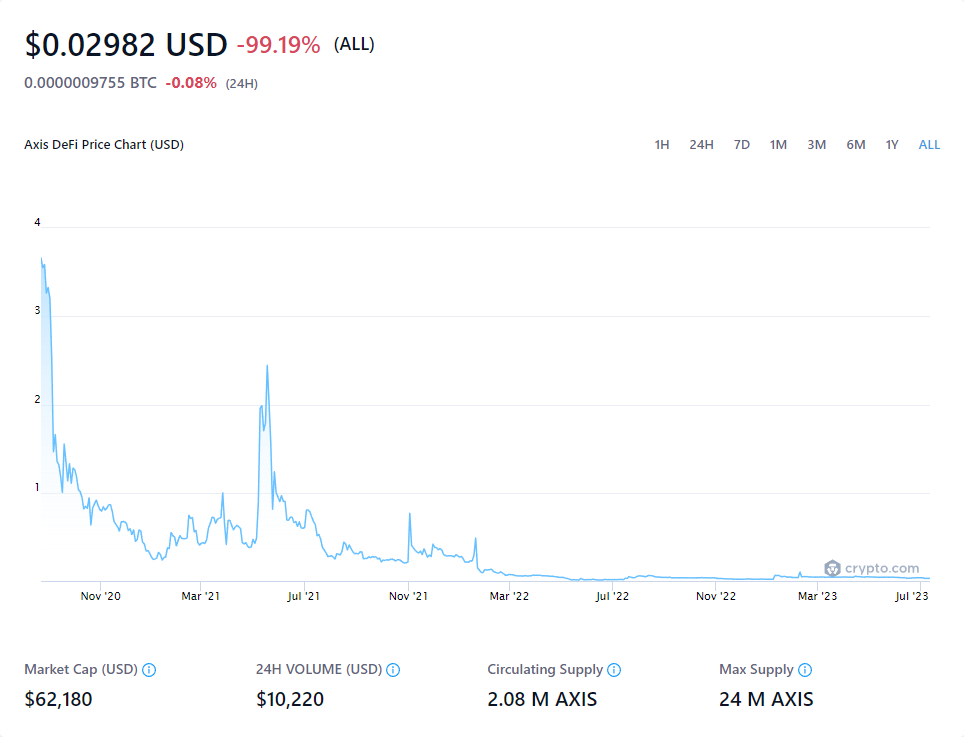 $0.02982 USD -99.19% (ALL)
0.0000009755 BTC -0.08% (24H)
Axis DeFi Price Chart (USD) 1H 24H 7D 1M 3M 6M 1Y ALL
4
3
2
1
crypto.com
Nov '20 Mar '21 Jul '21 Nov '21 Mar '22 Jul '22 Nov '22 Mar '23 Jul '23
Market Cap (USD) 24H VOLUME (USD) Circulating Supply Max Supply
$62,180 $10,220 2.08 M AXIS 24 M AXIS